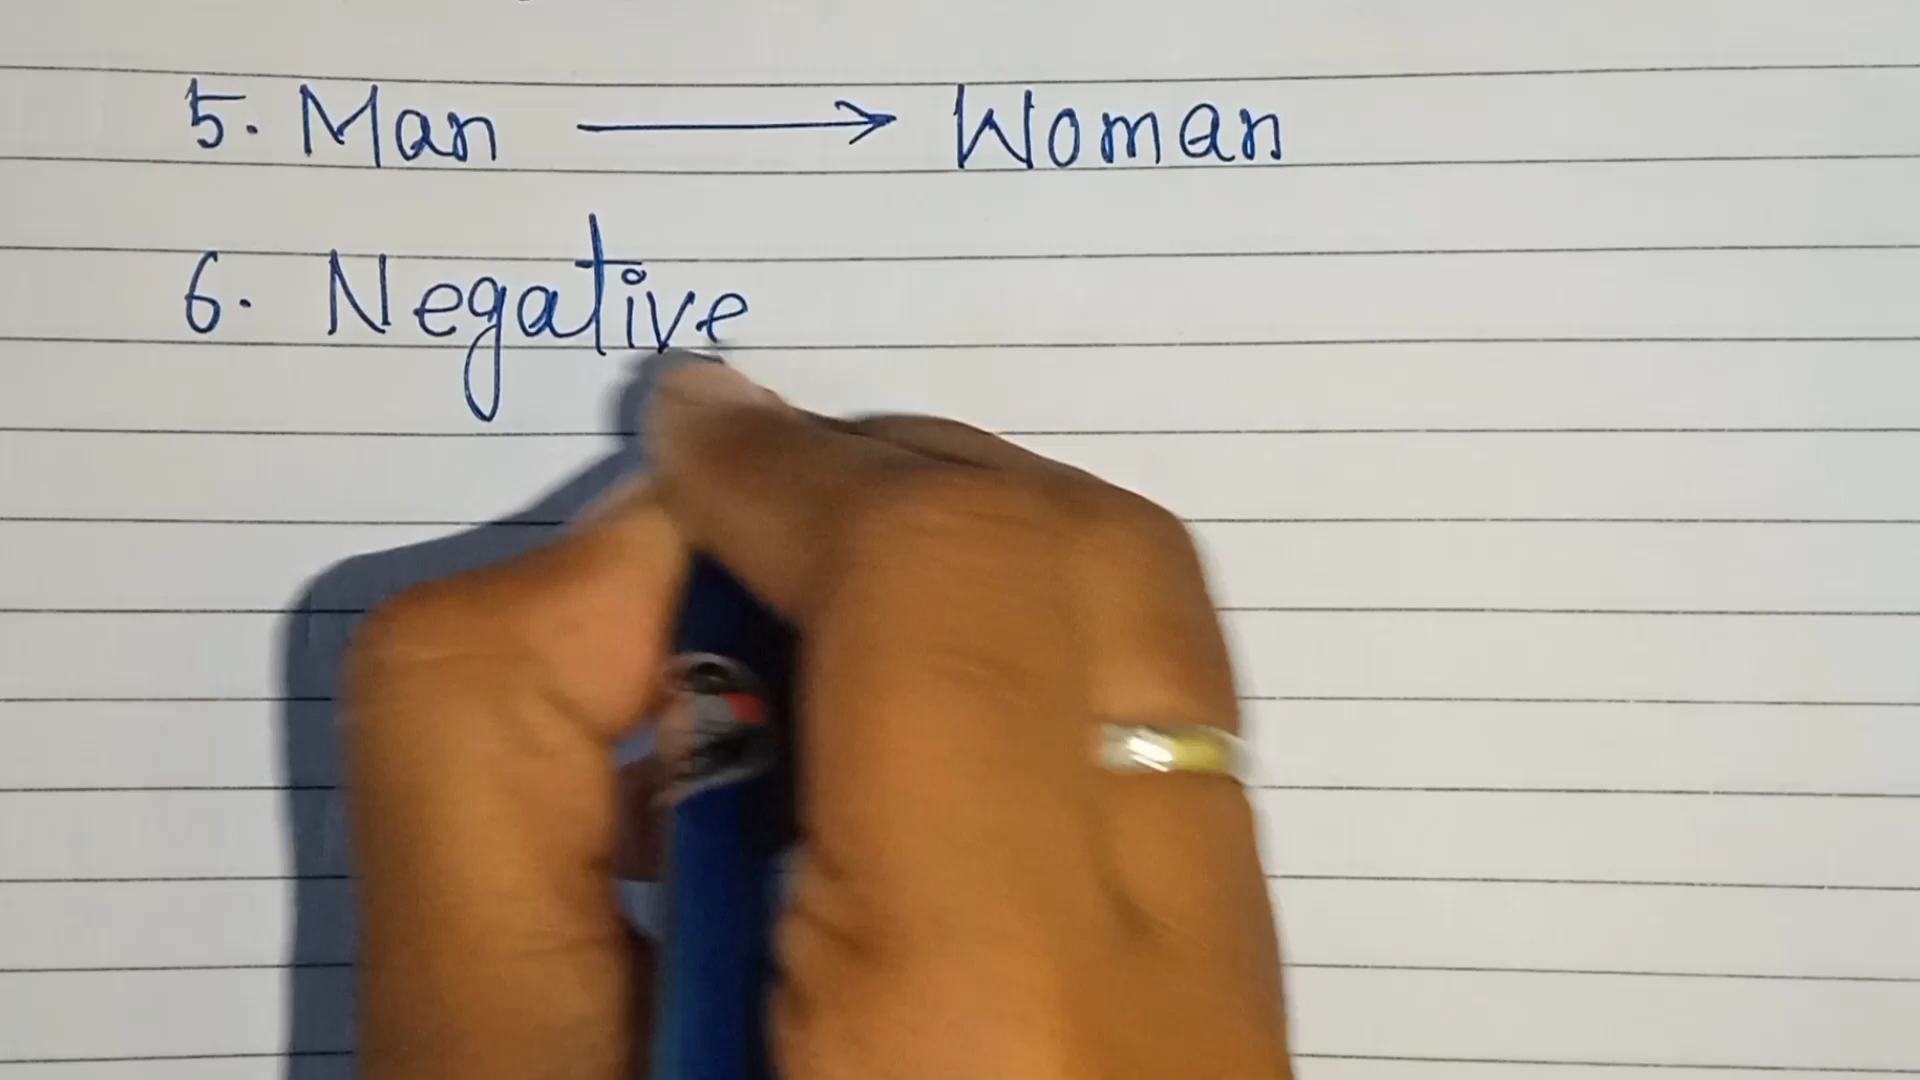 5. Man → Woman
6. Negative